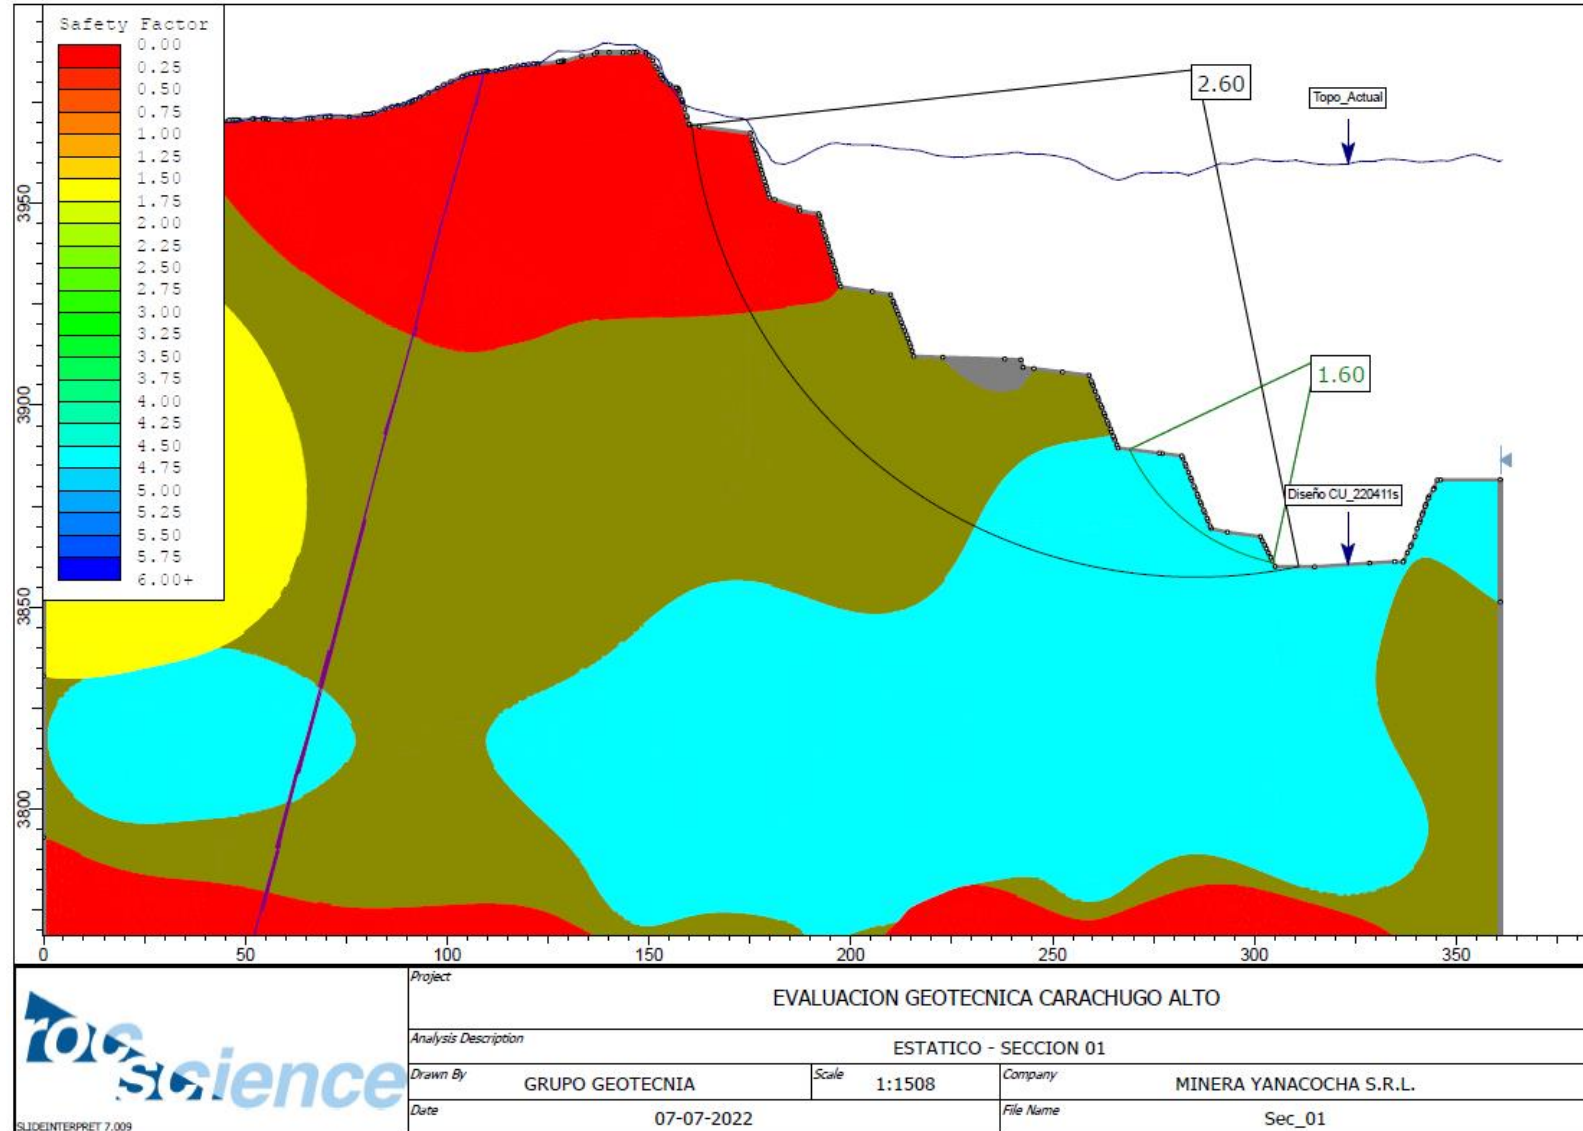 Safety Factor
0.00
0.25
0.50
0.75
1.00
1.25
1.50
1.75
2.00
2.25
2.50
2.75
3.00
3.25
3.50
3.75
4.00
4.25
4.50
4.75
5.00
5.25
5.50
5.75
6.00+
2.60
Topo_Actual
1.60
Diseño CU_220411s
3950
3900
3850
3800
0 50 100 150 200 250 300 350
rocscience
SLIDEINTERPRET 7.009
Project
EVALUACION GEOTECNICA CARACHUGO ALTO
Analysis Description
ESTATICO - SECCION 01
Drawn By GRUPO GEOTECNIA Scale 1:1508 Company MINERA YANACOCHA S.R.L.
Date 07-07-2022 File Name Sec_01